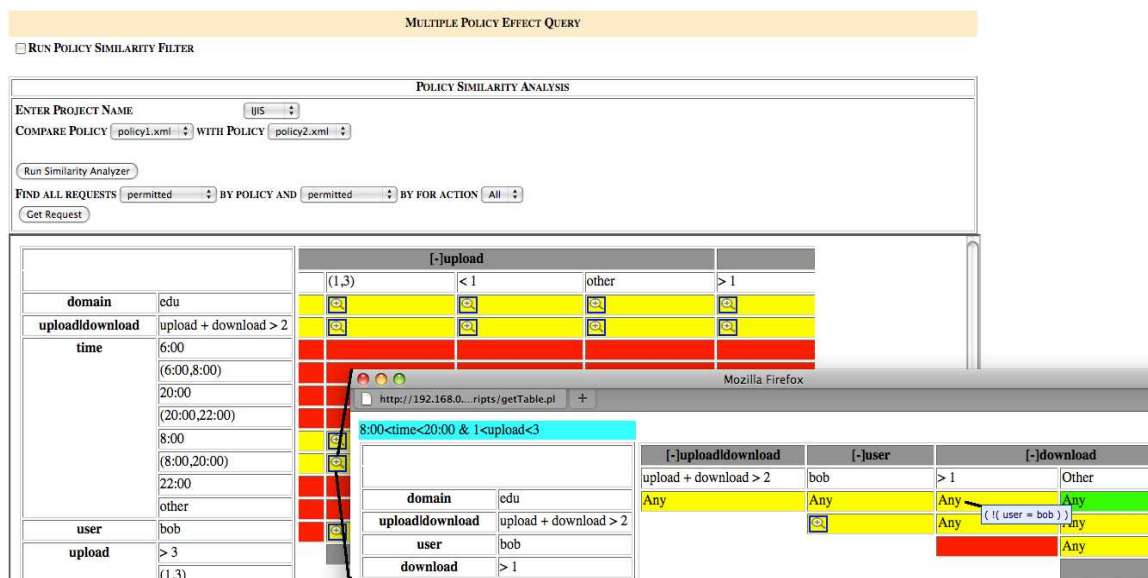 MULTIPLE POLICY EFFECT QUERY
RUN POLICY SIMILARITY FILTER
POLICY SIMILARITY ANALYSIS
ENTER PROJECT NAME IJIS
COMPARE POLICY policy1.xml WITH POLICY policy2.xml
Run Similarity Analyzer
FIND ALL REQUESTS permitted BY POLICY AND permitted BY FOR ACTION All
Get Request
[-]upload
(1,3) < 1 other > 1
domain edu
upload|download upload + download > 2
time 6:00
(6:00,8:00)
20:00
(20:00,22:00)
8:00
(8:00,20:00)
22:00
other
user bob
upload > 3
(1,3)
Mozilla Firefox
http://192.168.0....ripts/getTable.pl +
8:00<time<20:00 & 1<upload<3
[-]upload|download [-]user [-]download
upload + download > 2 bob > 1 Other
domain edu Any Any Any Any
( !( user = bob ) )
upload|download upload + download > 2 Any Any
user bob Any
download > 1